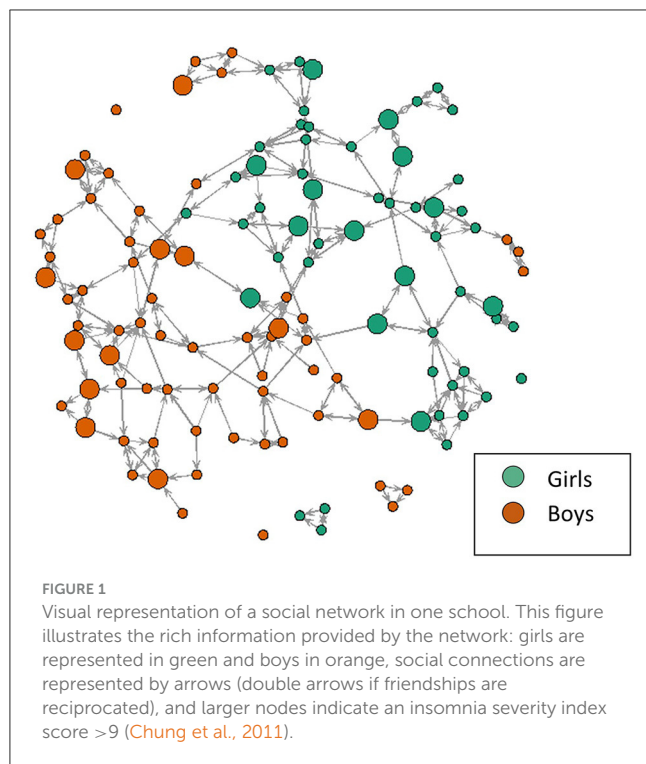 Girls
Boys
FIGURE 1
Visual representation of a social network in one school. This figure
illustrates the rich information provided by the network: girls are
represented in green and boys in orange, social connections are
represented by arrows (double arrows if friendships are
reciprocated), and larger nodes indicate an insomnia severity index
score >9 (Chung et al., 2011).